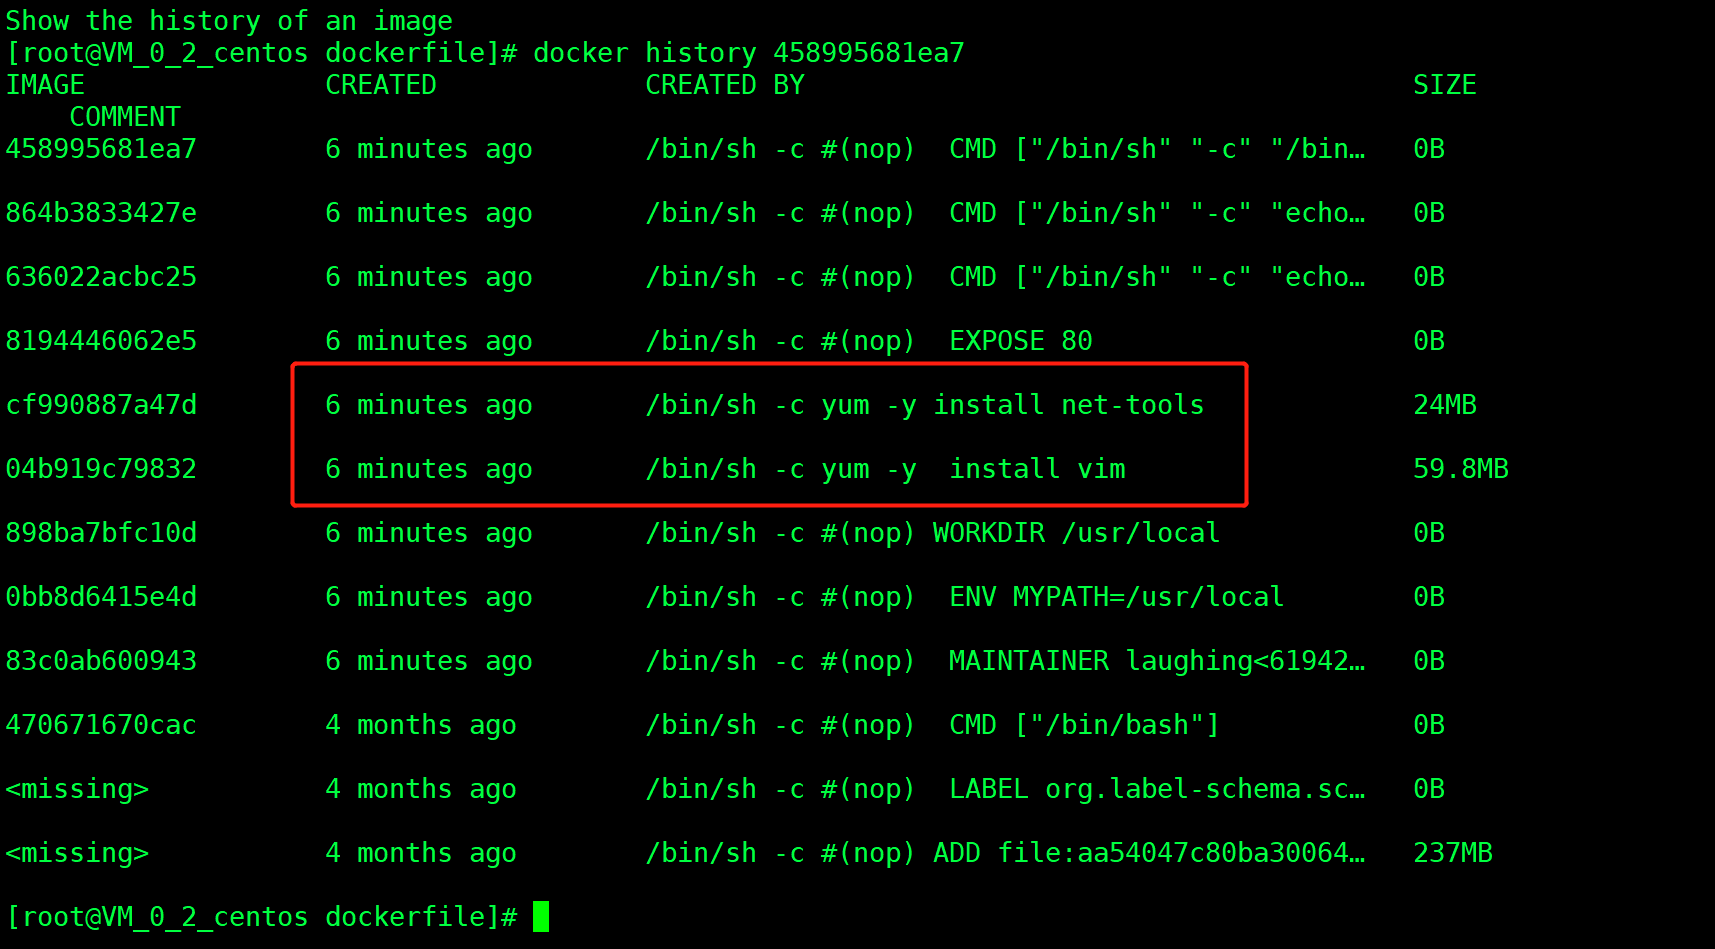 Show the history of an image
[root@VM_0_2_centos dockerfile]# docker history 458995681ea7
IMAGE               CREATED             CREATED BY                                      SIZE
    COMMENT
458995681ea7        6 minutes ago       /bin/sh -c #(nop)  CMD ["/bin/sh" "-c" "/bin…   0B
864b3833427e        6 minutes ago       /bin/sh -c #(nop)  CMD ["/bin/sh" "-c" "echo…   0B
636022acbc25        6 minutes ago       /bin/sh -c #(nop)  CMD ["/bin/sh" "-c" "echo…   0B
8194446062e5        6 minutes ago       /bin/sh -c #(nop)  EXPOSE 80                    0B
cf990887a47d        6 minutes ago       /bin/sh -c yum -y install net-tools             24MB
04b919c79832        6 minutes ago       /bin/sh -c yum -y  install vim                  59.8MB
898ba7bfc10d        6 minutes ago       /bin/sh -c #(nop) WORKDIR /usr/local            0B
0bb8d6415e4d        6 minutes ago       /bin/sh -c #(nop)  ENV MYPATH=/usr/local        0B
83c0ab600943        6 minutes ago       /bin/sh -c #(nop)  MAINTAINER laughing<61942…   0B
470671670cac        4 months ago        /bin/sh -c #(nop)  CMD ["/bin/bash"]            0B
<missing>           4 months ago        /bin/sh -c #(nop)  LABEL org.label-schema.sc…   0B
<missing>           4 months ago        /bin/sh -c #(nop) ADD file:aa54047c80ba30064…   237MB
[root@VM_0_2_centos dockerfile]#